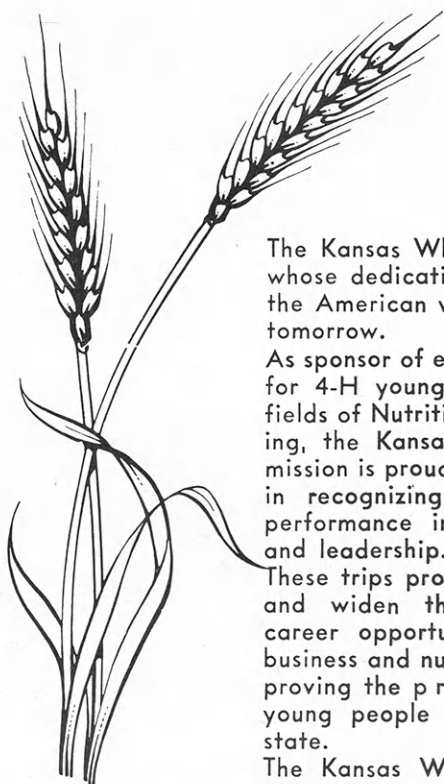 The Kansas Wh
whose dedicati
the American w
tomorrow.
As sponsor of e
for 4-H young
fields of Nutriti
ing, the Kansa
mission is prou
in recognizing
performance in
and leadership.
These trips pro
and widen th
career opportu
business and nu
proving the p r
young people
state.
The Kansas W